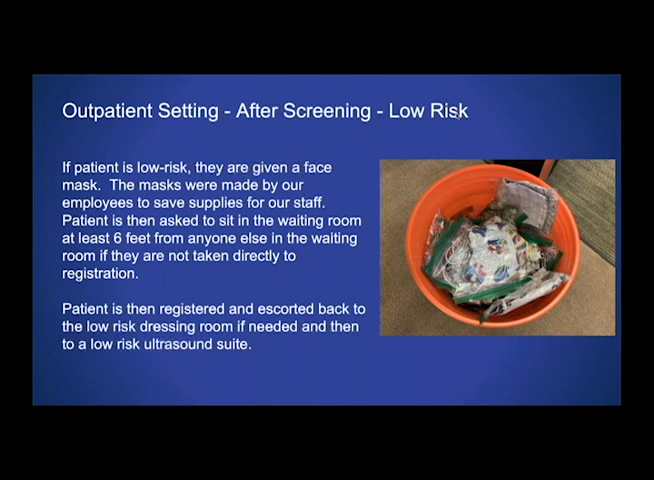 Outpatient Setting - After Screening - Low Risk
If patient is low-risk, they are given a face
mask.  The masks were made by our
employees to save supplies for our staff.
Patient is then asked to sit in the waiting room
at least 6 feet from anyone else in the waiting
room if they are not taken directly to
registration.
Patient is then registered and escorted back to
the low risk dressing room if needed and then
to a low risk ultrasound suite.